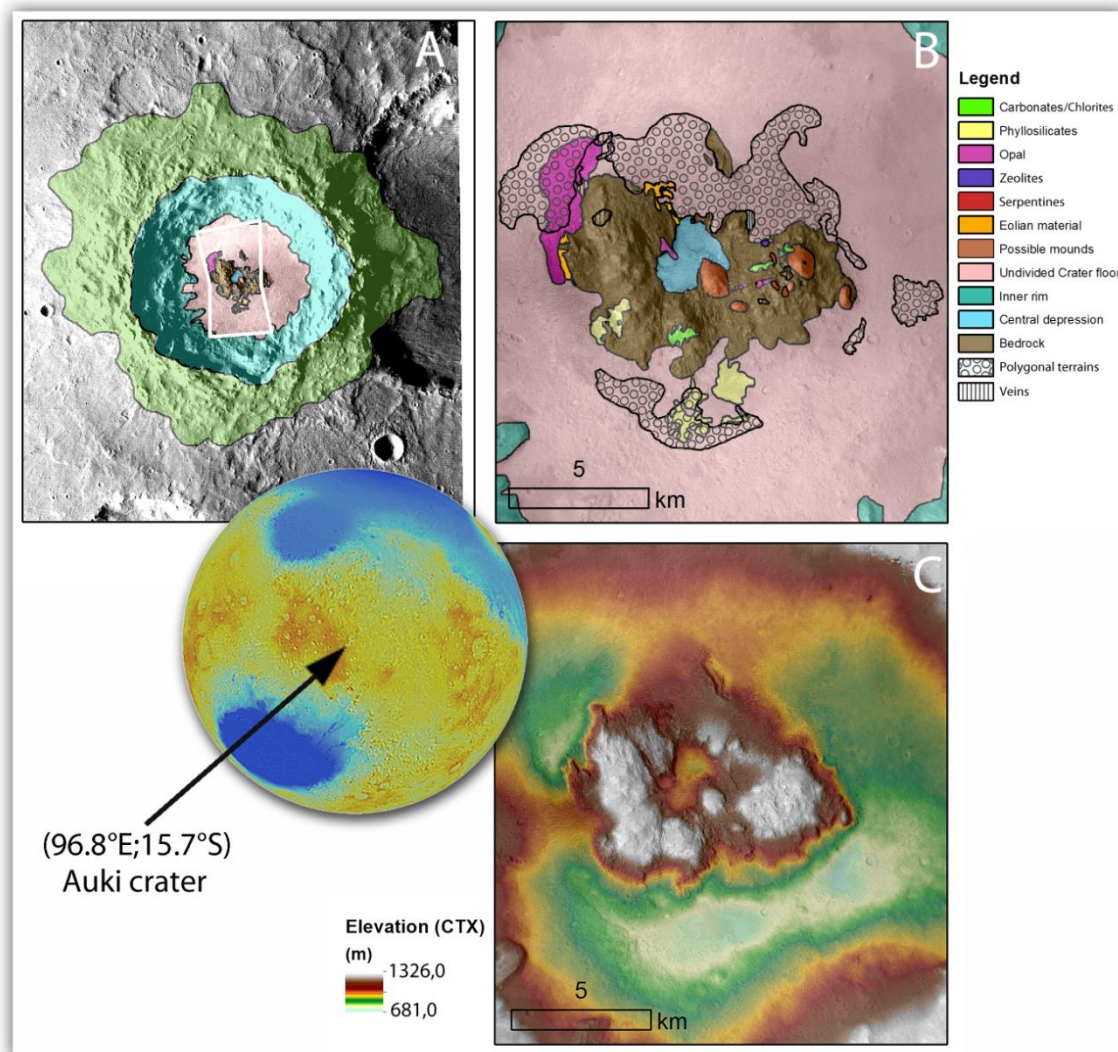 A
B
Legend
Carbonates/Chlorites
Phyllosilicates
Opal
Zeolites
Serpentines
Eolian material
Possible mounds
Undivided Crater floor
Inner rim
Central depression
Bedrock
Polygonal terrains
Veins
5
km
C
(96.8°E;15.7°S)
Auki crater
Elevation (CTX)
(m)
1326,0
681,0
5
km